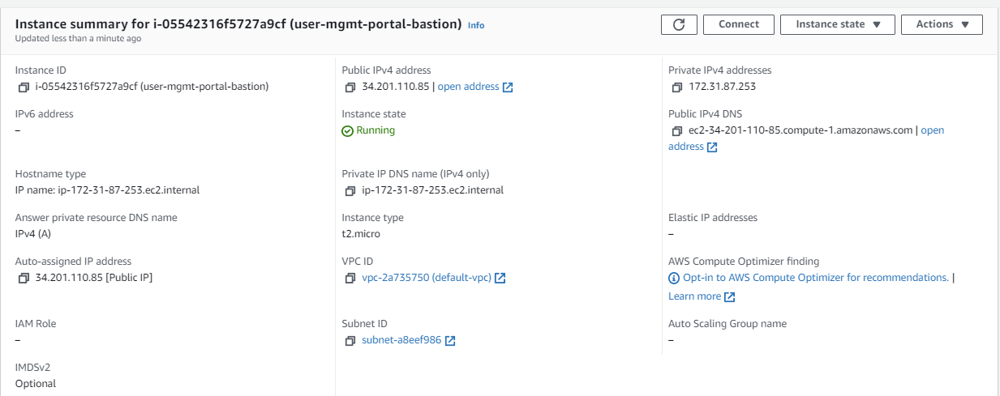 Instance summary for i-05542316f5727a9cf (user-mgmt-portal-bastion) Info
Updated less than a minute ago
Connect
Instance state
Actions
Instance ID
i-05542316f5727a9cf (user-mgmt-portal-bastion)
Public IPv4 address
34.201.110.85 | open address
Private IPv4 addresses
172.31.87.253
IPv6 address
–
Instance state
Running
Public IPv4 DNS
ec2-34-201-110-85.compute-1.amazonaws.com | open
address
Hostname type
IP name: ip-172-31-87-253.ec2.internal
Private IP DNS name (IPv4 only)
ip-172-31-87-253.ec2.internal
Answer private resource DNS name
IPv4 (A)
Instance type
t2.micro
Elastic IP addresses
–
Auto-assigned IP address
34.201.110.85 [Public IP]
VPC ID
vpc-2a735750 (default-vpc)
AWS Compute Optimizer finding
Opt-in to AWS Compute Optimizer for recommendations. |
Learn more
IAM Role
–
Subnet ID
subnet-a8eef986
Auto Scaling Group name
–
IMDSv2
Optional